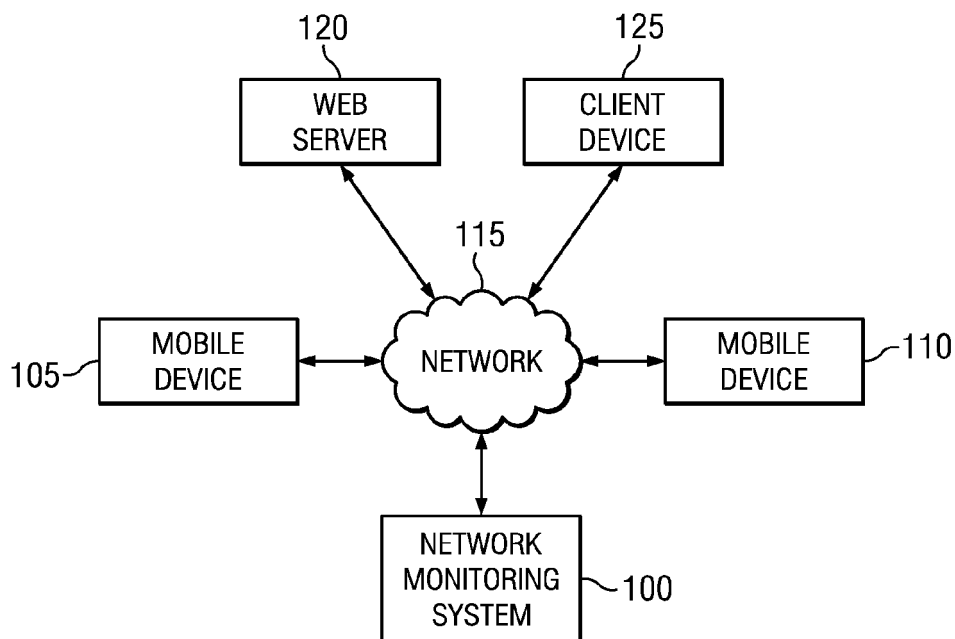 120
125
WEB
SERVER
CLIENT
DEVICE
115
105
MOBILE
DEVICE
NETWORK
MOBILE
DEVICE
110
NETWORK
MONITORING
SYSTEM
100